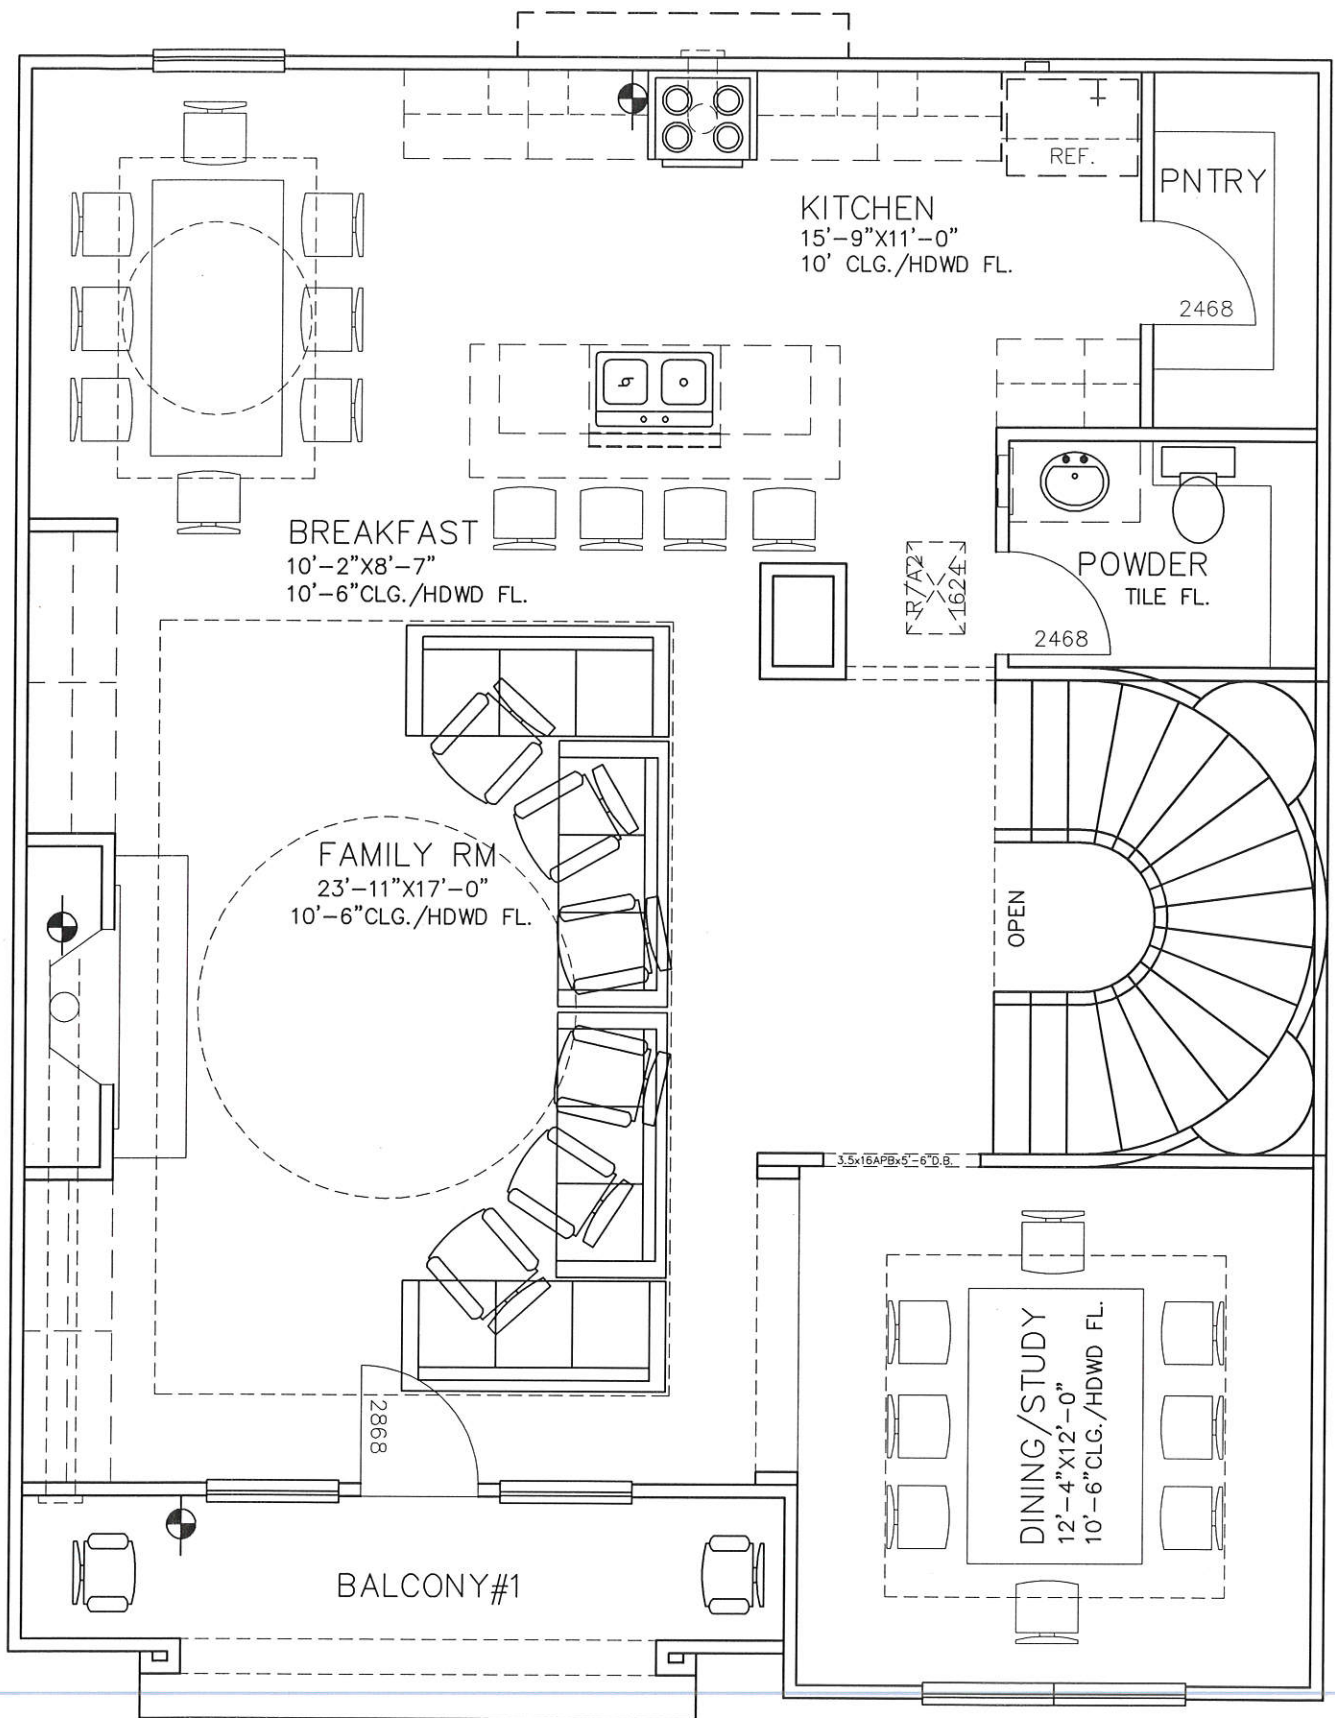 REF.
PNTRY
KITCHEN
15'-9"X11'-0"
10' CLG./HDWD FL.
2468
BREAKFAST
10'-2"X8'-7"
10'-6"CLG./HDWD FL.
R/A2
1624
POWDER
TILE FL.
2468
FAMILY RM
23'-11"X17'-0"
10'-6"CLG./HDWD FL.
OPEN
3.5x16APBx5'-6"D.B.
2868
DINING/STUDY
12'-4"X12'-0"
10'-6"CLG./HDWD FL.
BALCONY#1